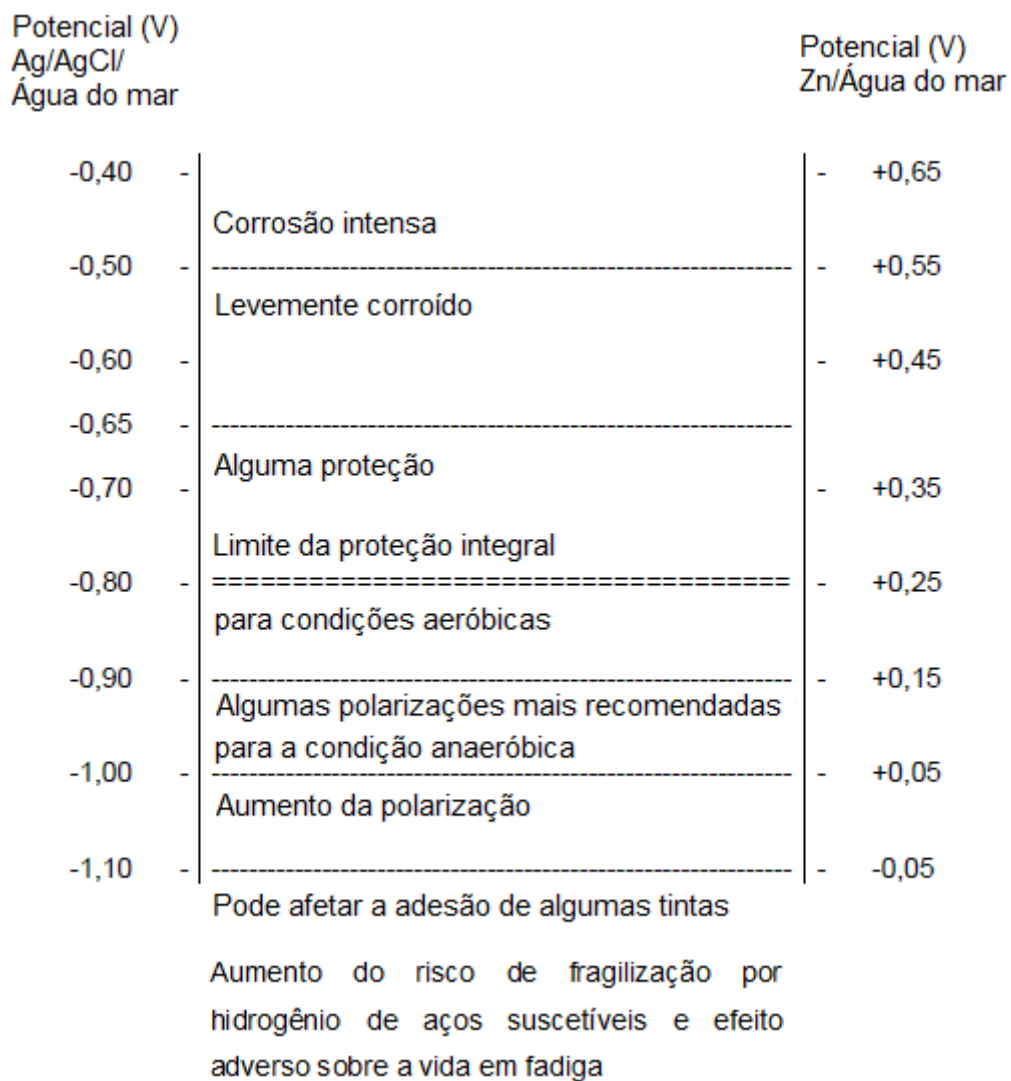 Potencial (V)
Ag/AgCl/
Água do mar
Potencial (V)
Zn/Água do mar
-0,40 - - +0,65
Corrosão intensa
-0,50 - - +0,55
Levemente corroído
-0,60 - - +0,45
-0,65 -
Alguma proteção
-0,70 - - +0,35
Limite da proteção integral
-0,80 - - +0,25
para condições aeróbicas
-0,90 - - +0,15
Algumas polarizações mais recomendadas
para a condição anaeróbica
-1,00 - - +0,05
Aumento da polarização
-1,10 - - -0,05
Pode afetar a adesão de algumas tintas
Aumento do risco de fragilização por
hidrogênio de aços suscetíveis e efeito
adverso sobre a vida em fadiga